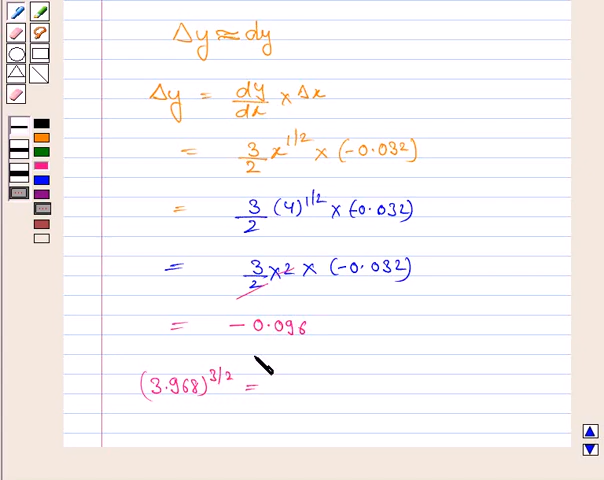 Δy ≈ dy
Δy = dy/dx × Δx
= 3/2 x^1/2 × (-0.032)
= 3/2 (4)^1/2 × (-0.032)
= 3/2 × 2 × (-0.032)
= -0.096
(3.968)^3/2 =